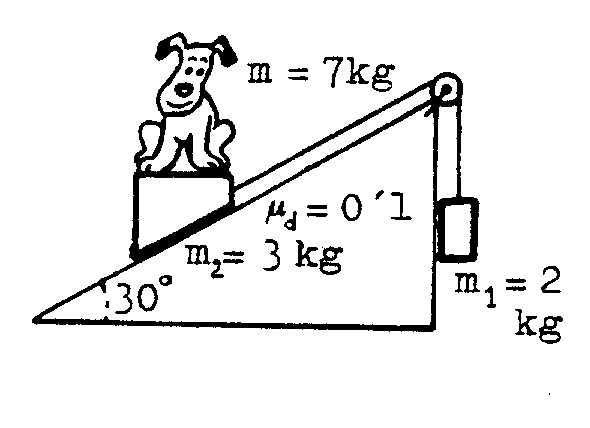 m = 7kg
μd = 0´1
m2 = 3 kg
30°
m1 = 2
kg